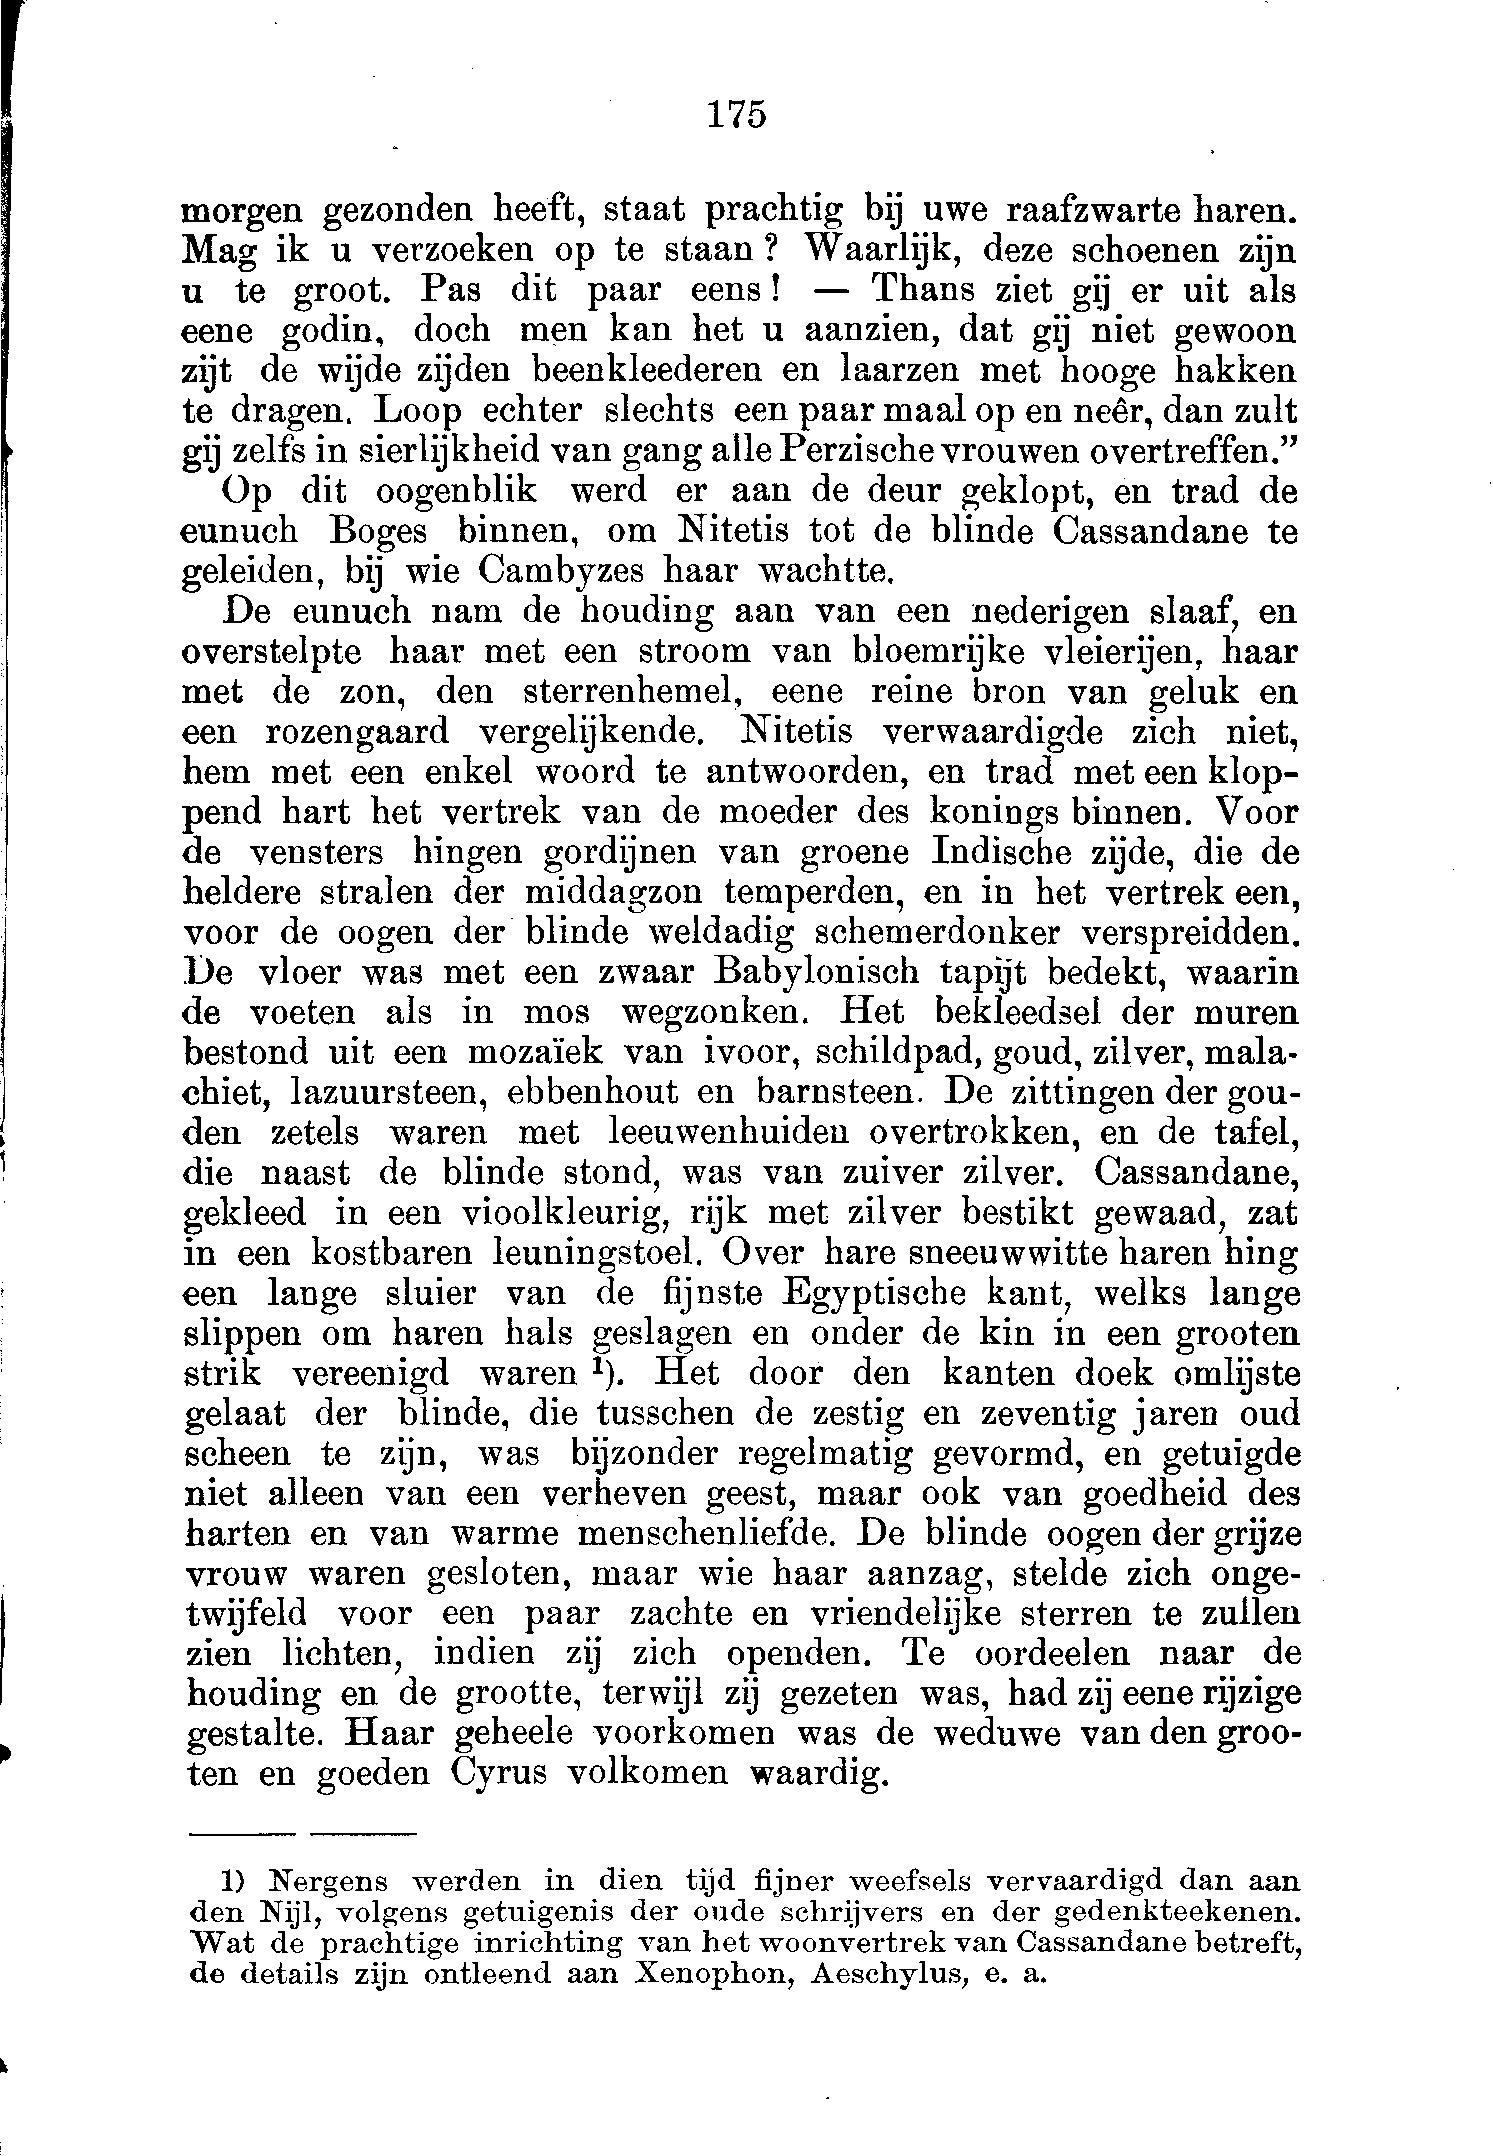 175
morgen gezonden heeft, staat prachtig bij uwe raafzwarte haren.
Mag ik u verzoeken op te staan? Waarlijk, deze schoenen zijn
u te groot. Pas dit paar eens! — Thans ziet gij er uit als
eene godin, doch men kan het u aanzien, dat gij niet gewoon
zijt de wijde zijden beenkleederen en laarzen met hooge hakken
te dragen. Loop echter slechts een paar maal op en neêr, dan zult
gij zelfs in sierlijkheid van gang alle Perzische vrouwen overtreffen.”
Op dit oogenblik werd er aan de deur geklopt, en trad de
eunuch Boges binnen, om Nitetis tot de blinde Cassandane te
geleiden, bij wie Cambyzes haar wachtte.
De eunuch nam de houding aan van een nederigen slaaf, en
overstelpte haar met een stroom van bloemrijke vleierijen, haar
met de zon, den sterrenhemel, eene reine bron van geluk en
een rozengaard vergelijkende. Nitetis verwaardigde zich niet,
hem met een enkel woord te antwoorden, en trad met een klop-
pend hart het vertrek van de moeder des konings binnen. Voor
de vensters hingen gordijnen van groene Indische zijde, die de
heldere stralen der middagzon temperden, en in het vertrek een,
voor de oogen der blinde weldadig schemerdonker verspreidden.
De vloer was met een zwaar Babylonisch tapijt bedekt, waarin
de voeten als in mos wegzonken. Het bekleedsel der muren
bestond uit een mozaïek van ivoor, schildpad, goud, zilver, mala-
chiet, lazuursteen, ebbenhout en barnsteen. De zittingen der gou-
den zetels waren met leeuwenhuiden overtrokken, en de tafel,
die naast de blinde stond, was van zuiver zilver. Cassandane,
gekleed in een vioolkleurig, rijk met zilver bestikt gewaad, zat
in een kostbaren leuningstoel. Over hare sneeuwwitte haren hing
een lange sluier van de fijnste Egyptische kant, welks lange
slippen om haren hals geslagen en onder de kin in een grooten
strik vereenigd waren ¹). Het door den kanten doek omlijste
gelaat der blinde, die tusschen de zestig en zeventig jaren oud
scheen te zijn, was bijzonder regelmatig gevormd, en getuigde
niet alleen van een verheven geest, maar ook van goedheid des
harten en van warme menschenliefde. De blinde oogen der grijze
vrouw waren gesloten, maar wie haar aanzag, stelde zich onge-
twijfeld voor een paar zachte en vriendelijke sterren te zullen
zien lichten, indien zij zich openden. Te oordeelen naar de
houding en de grootte, terwijl zij gezeten was, had zij eene rijzige
gestalte. Haar geheele voorkomen was de weduwe van den groo-
ten en goeden Cyrus volkomen waardig.
1) Nergens werden in dien tijd fijner weefsels vervaardigd dan aan
den Nijl, volgens getuigenis der oude schrijvers en der gedenkteekenen.
Wat de prachtige inrichting van het woonvertrek van Cassandane betreft,
de details zijn ontleend aan Xenophon, Aeschylus, e. a.